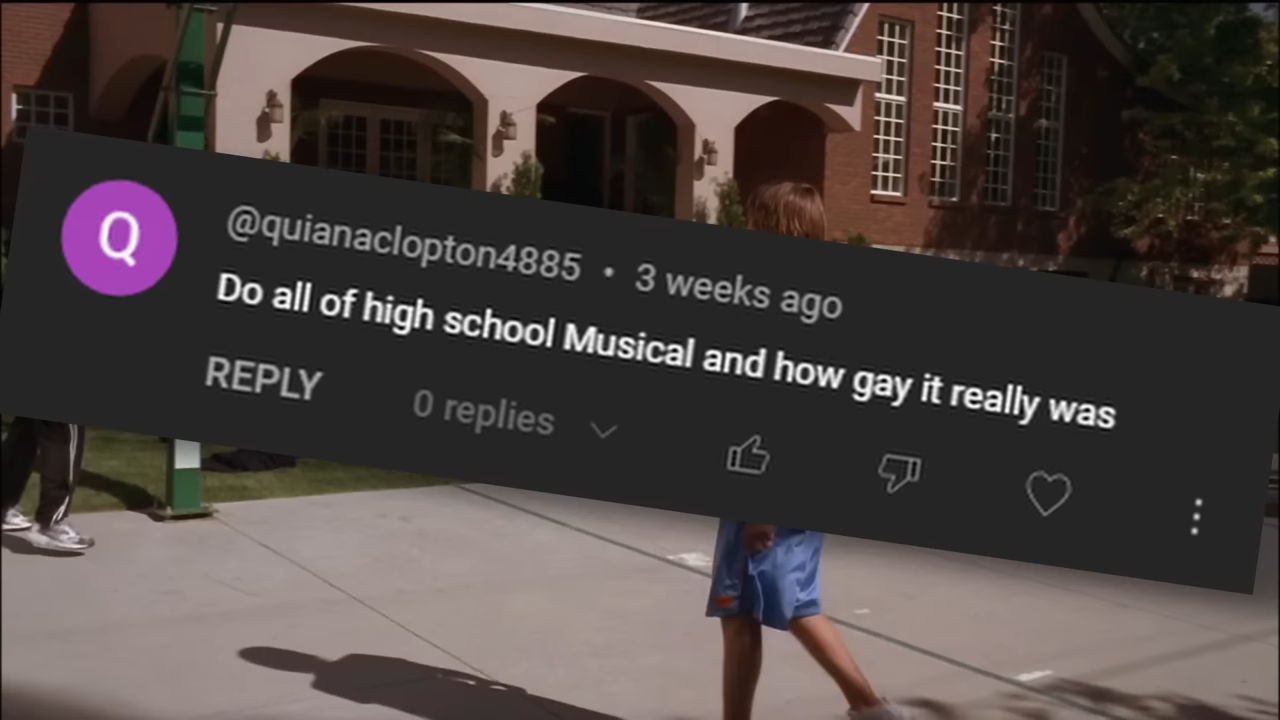 Q
@quianaclopton4885 • 3 weeks ago
Do all of high school Musical and how gay it really was
REPLY
0 replies